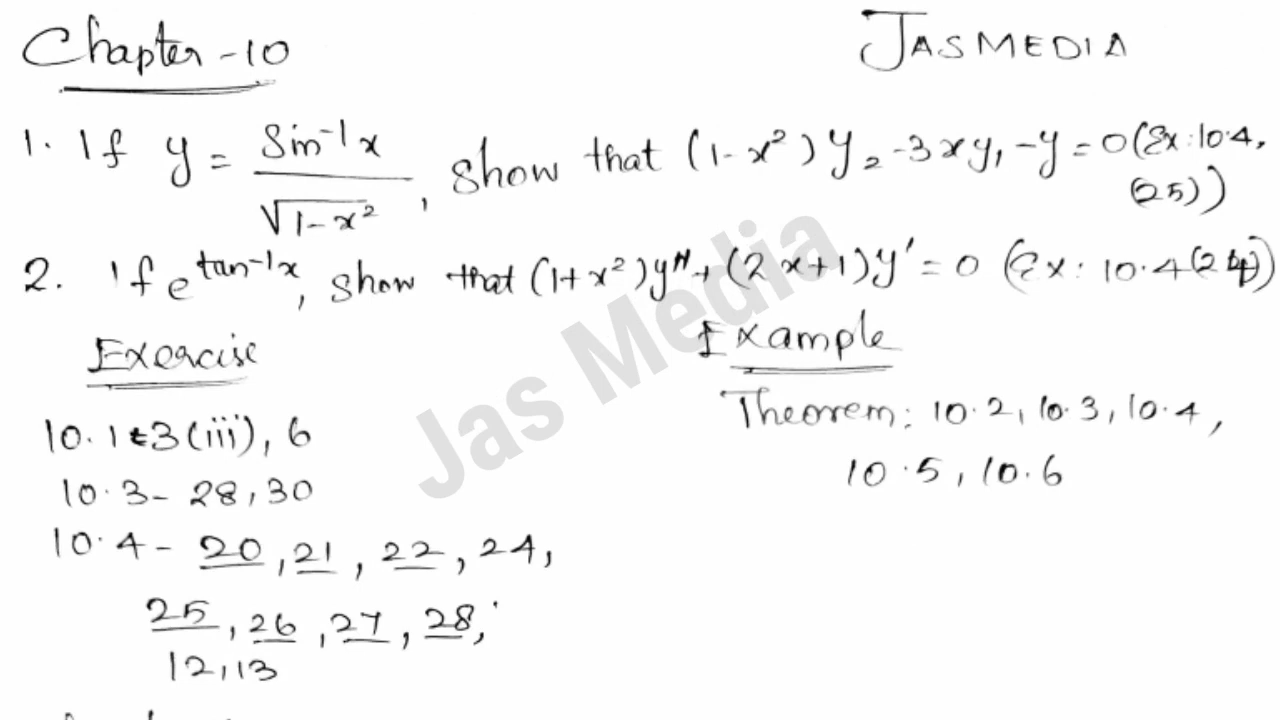 Chapter-10
JASMEDIA
1. If y = Sin⁻¹x / √1-x², show that (1-x²)y₂-3xy₁-y=0 (Ex:10.4, (25))
2. If e^tan⁻¹x, show that (1+x²)y"+(2x+1)y'=0 (Ex: 10.4(24))
Exercise
10.1-3(iii), 6
10.3-28,30
10.4-20,21,22,24,
25,26,27,28,
12,13
Example
Theorem: 10.2,10.3,10.4,
10.5,10.6
Jas Media